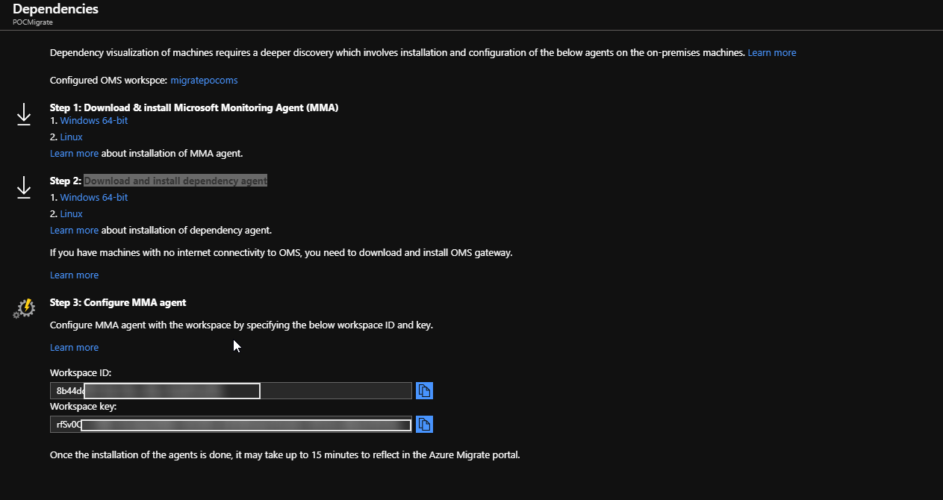 Dependencies
POCMigrate
Dependency visualization of machines requires a deeper discovery which involves installation and configuration of the below agents on the on-premises machines. Learn more
Configured OMS workspce: migratepocoms
Step 1: Download & install Microsoft Monitoring Agent (MMA)
1. Windows 64-bit
2. Linux
Learn more about installation of MMA agent.
Step 2: Download and install dependency agent
1. Windows 64-bit
2. Linux
Learn more about installation of dependency agent.
If you have machines with no internet connectivity to OMS, you need to download and install OMS gateway.
Learn more
Step 3: Configure MMA agent
Configure MMA agent with the workspace by specifying the below workspace ID and key.
Learn more
Workspace ID:
8b44d
Workspace key:
rfSv0
Once the installation of the agents is done, it may take up to 15 minutes to reflect in the Azure Migrate portal.